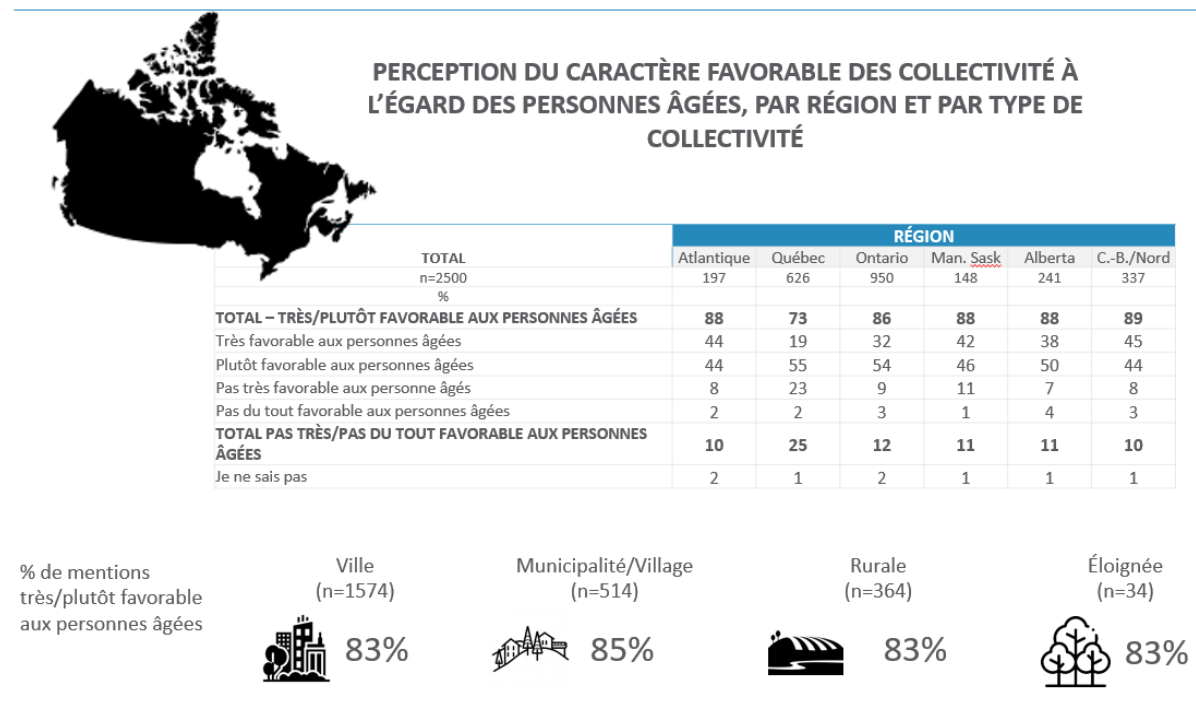 PERCEPTION DU CARACTÈRE FAVORABLE DES COLLECTIVITÉ À
L’ÉGARD DES PERSONNES ÂGÉES, PAR RÉGION ET PAR TYPE DE
COLLECTIVITÉ
RÉGION
TOTAL Atlantique Québec Ontario Man. Sask Alberta C.-B./Nord
n=2500 197 626 950 148 241 337
%
TOTAL – TRÈS/PLUTÔT FAVORABLE AUX PERSONNES ÂGÉES 88 73 86 88 88 89
Très favorable aux personnes âgées 44 19 32 42 38 45
Plutôt favorable aux personnes âgées 44 55 54 46 50 44
Pas très favorable aux personne âgés 8 23 9 11 7 8
Pas du tout favorable aux personnes âgées 2 2 3 1 4 3
TOTAL PAS TRÈS/PAS DU TOUT FAVORABLE AUX PERSONNES
ÂGÉES 10 25 12 11 11 10
Je ne sais pas 2 1 2 1 1 1
% de mentions
très/plutôt favorable
aux personnes âgées
Ville
(n=1574)
83%
Municipalité/Village
(n=514)
85%
Rurale
(n=364)
83%
Éloignée
(n=34)
83%